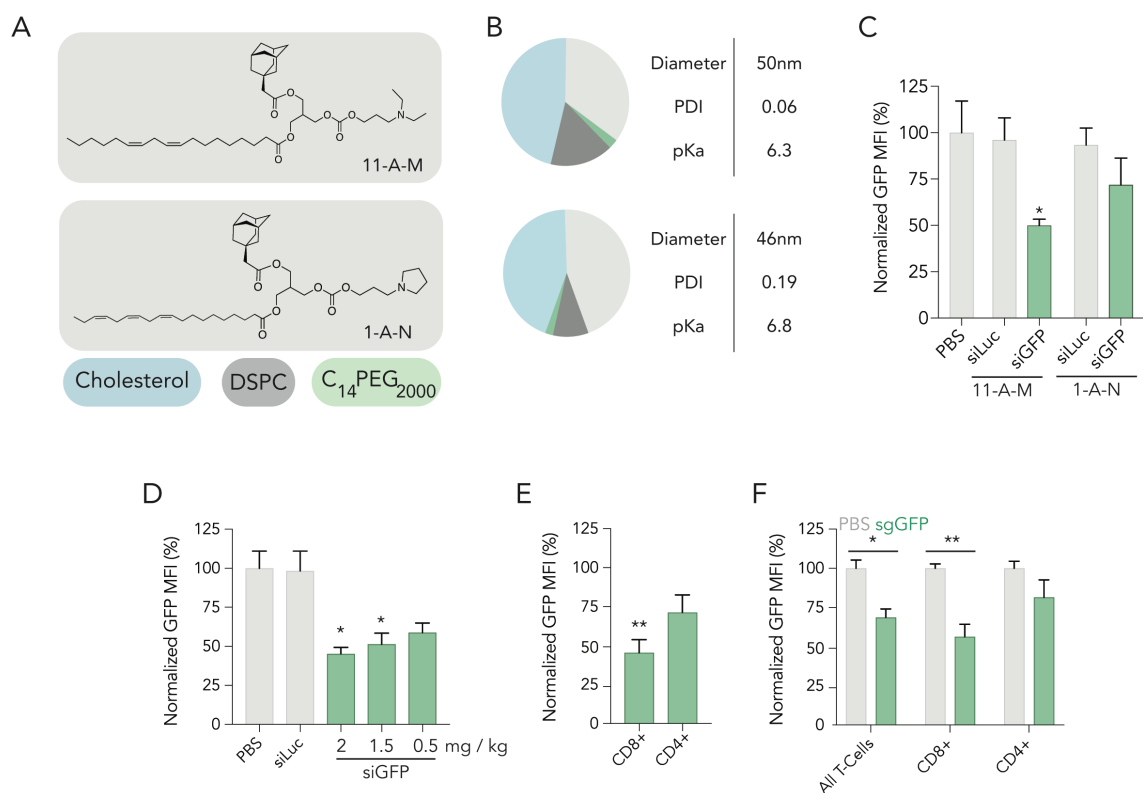 A
O
O
O
O
O
O
O
N
11-A-M
O
O
O
O
O
O
O
N
1-A-N
Cholesterol
DSPC
C14PEG2000
B
Diameter 50nm
PDI 0.06
pKa 6.3
Diameter 46nm
PDI 0.19
pKa 6.8
C
Normalized GFP MFI (%)
125
100
75
50
25
0
*
PBS
siLuc
siGFP
siLuc
siGFP
11-A-M
1-A-N
D
Normalized GFP MFI (%)
125
100
75
50
25
0
*
*
PBS
siLuc
2 1.5 0.5 mg / kg
siGFP
E
Normalized GFP MFI (%)
125
100
75
50
25
0
**
CD8+
CD4+
F
Normalized GFP MFI (%)
125
100
75
50
25
0
PBS sgGFP
*
**
All T-Cells
CD8+
CD4+